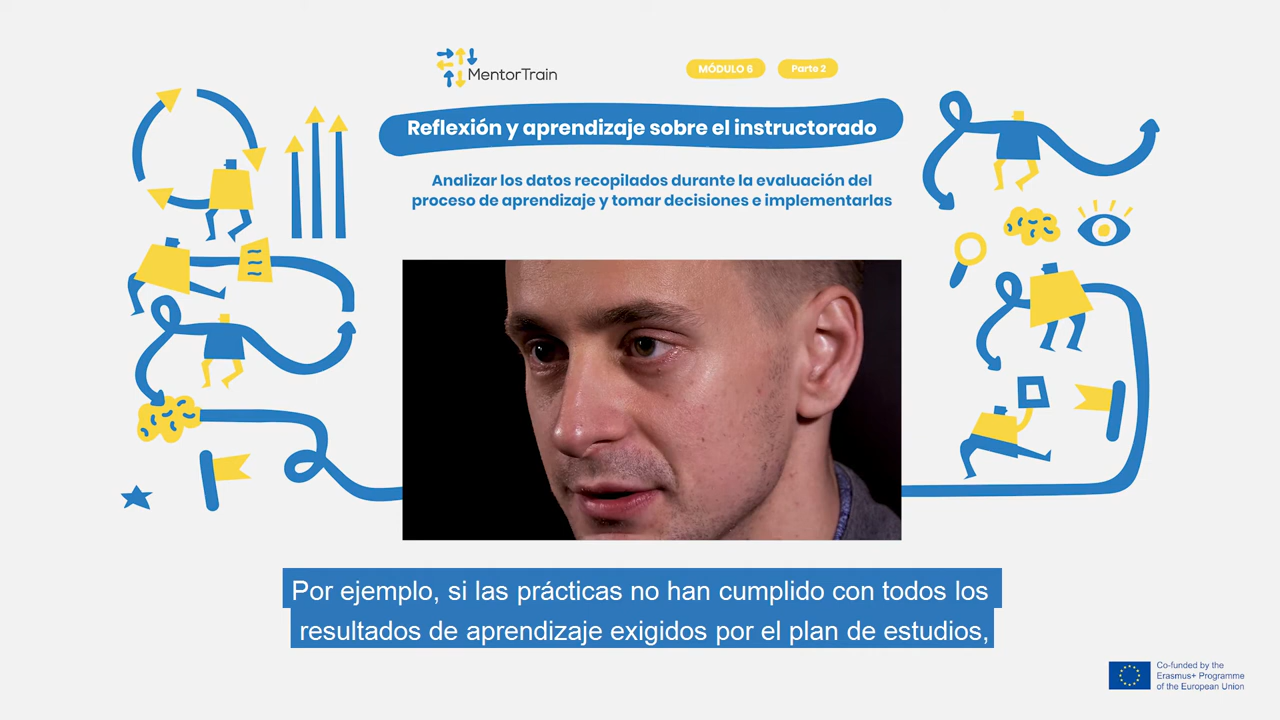 MentorTrain
MÓDULO 6
Parte 2
Reflexión y aprendizaje sobre el instructorado
Analizar los datos recopilados durante la evaluación del
proceso de aprendizaje y tomar decisiones e implementarlas
Por ejemplo, si las prácticas no han cumplido con todos los
resultados de aprendizaje exigidos por el plan de estudios,
Co-funded by the
Erasmus+ Programme
of the European Union